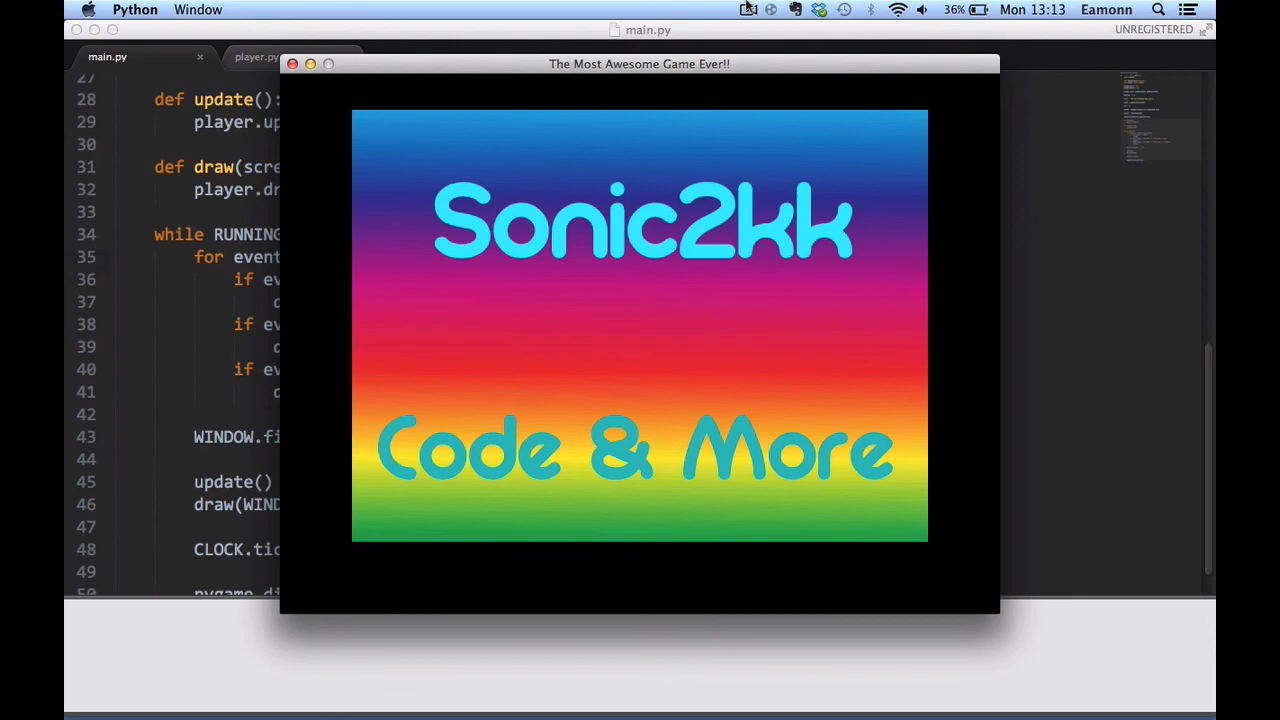 Python Window 36% Mon 13:13 Eamonn
main.py UNREGISTERED
main.py × player.py
The Most Awesome Game Ever!!
27
28 def update():
29 player.up
30
31 def draw(scre
32 player.dr
33
34 while RUNNING
35 for event
36 if ev
37
38 if ev
39
40 if ev
41
42
43 WINDOW.fi
44
45 update()
46 draw(WIND
47
48 CLOCK.tic
49
50 pygame.di
Sonic2kk
Code & More